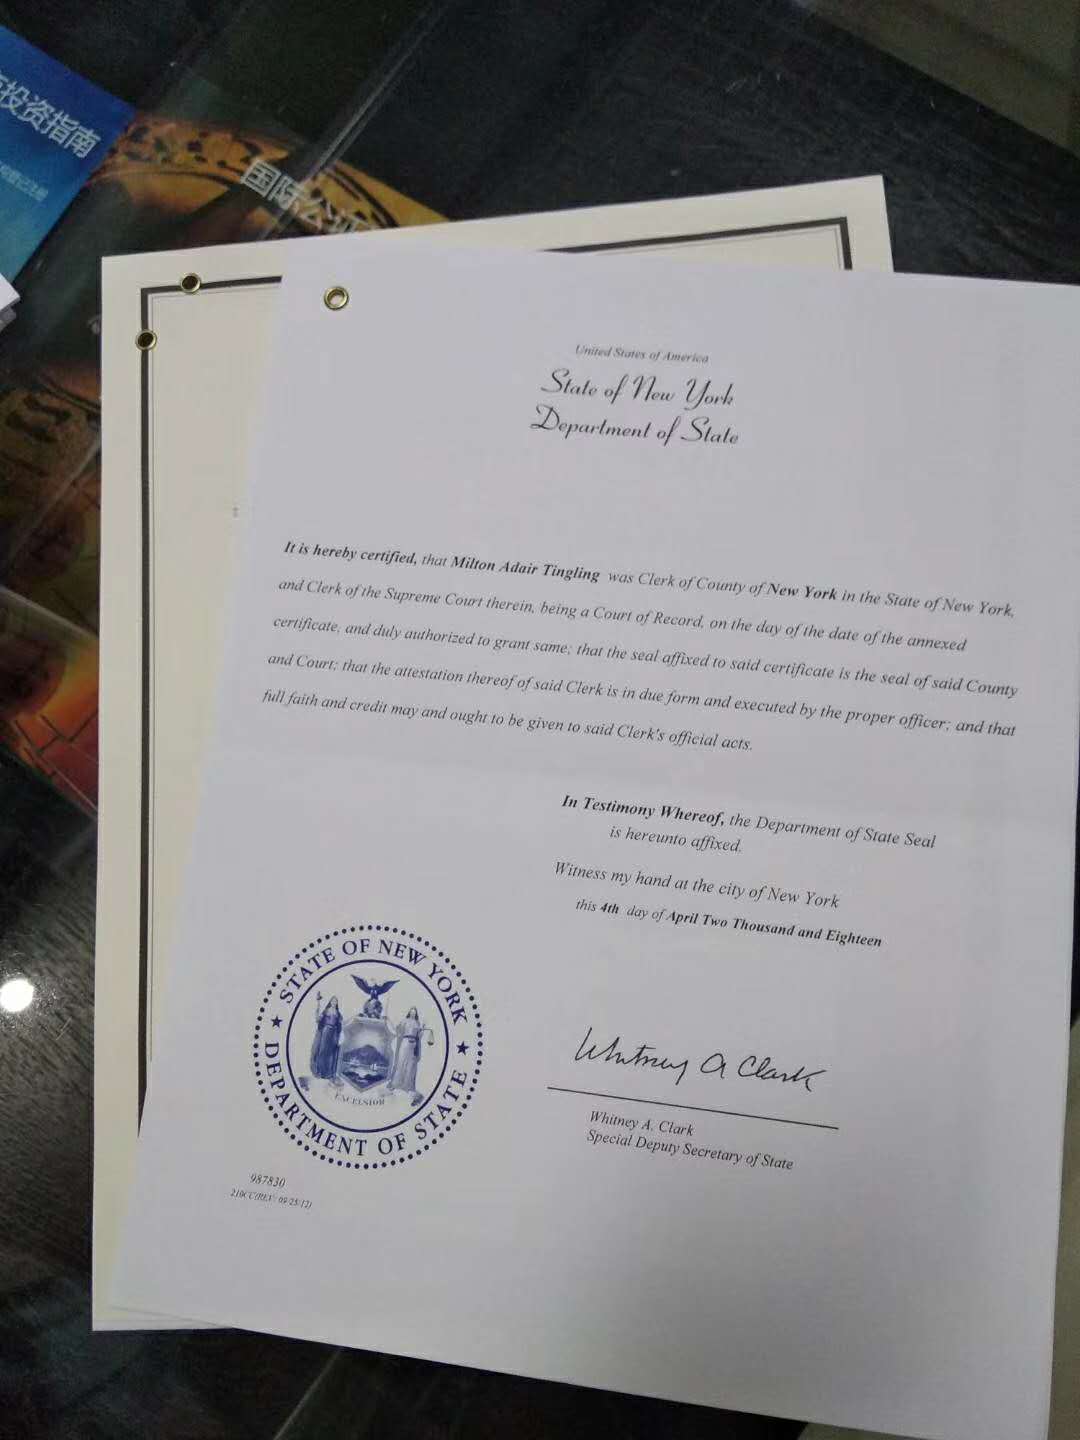 投资指南
国际公证
United States of America
State of New York
Department of State
It is hereby certified, that Milton Adair Tingling was Clerk of County of New York in the State of New York,
and Clerk of the Supreme Court therein, being a Court of Record, on the day of the date of the annexed
certificate, and duly authorized to grant same; that the seal affixed to said certificate is the seal of said County
and Court; that the attestation thereof of said Clerk is in due form and executed by the proper officer; and that
full faith and credit may and ought to be given to said Clerk's official acts.
In Testimony Whereof, the Department of State Seal
is hereunto affixed.
Witness my hand at the city of New York
this 4th day of April Two Thousand and Eighteen
STATE OF NEW YORK
EXCELSIOR
DEPARTMENT OF STATE
Whitney A Clark
Whitney A. Clark
Special Deputy Secretary of State
987830
210CC(REV: 09/25/12)